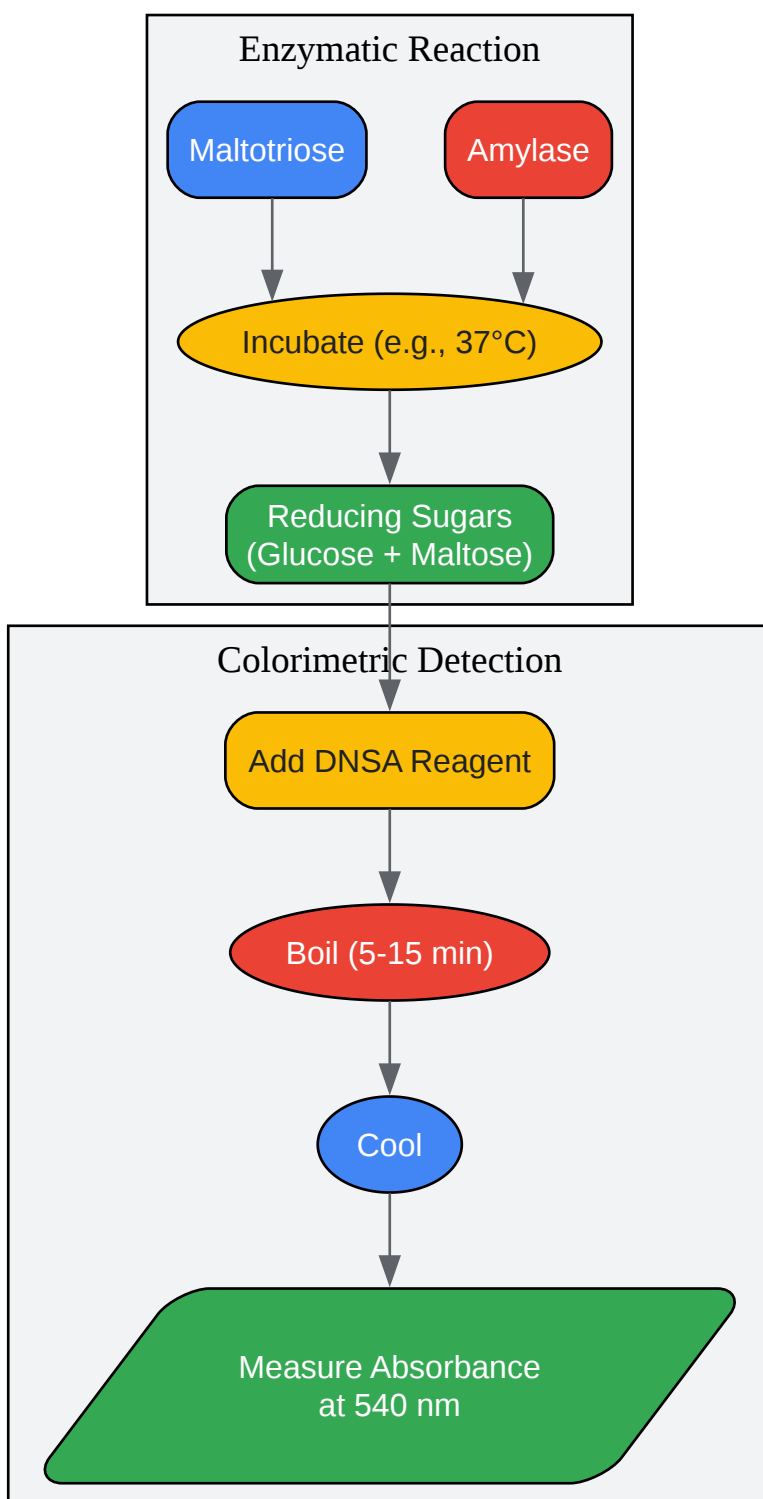 Enzymatic Reaction
Maltotriose
Amylase
Incubate (e.g., 37°C)
Reducing Sugars
(Glucose + Maltose)
Colorimetric Detection
Add DNSA Reagent
Boil (5-15 min)
Cool
Measure Absorbance
at 540 nm